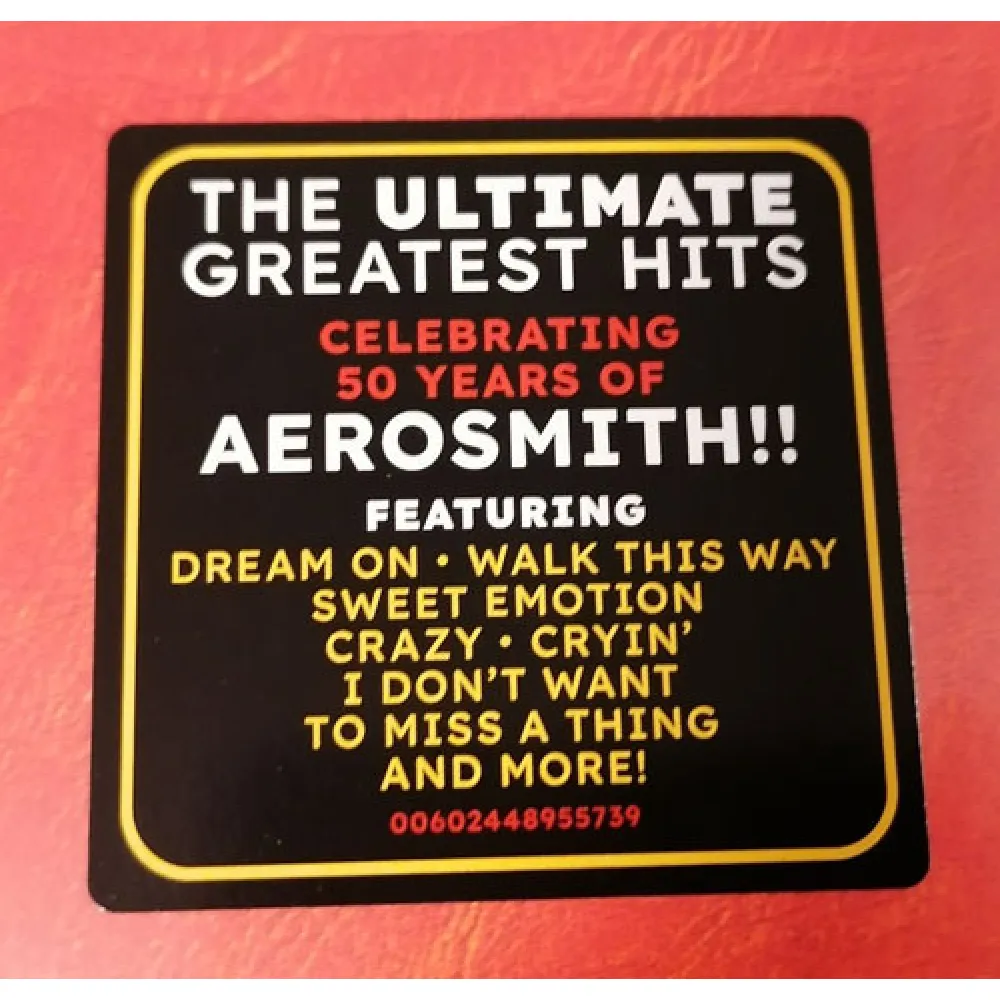 THE ULTIMATE
GREATEST HITS
CELEBRATING
50 YEARS OF
AEROSMITH!!
FEATURING
DREAM ON • WALK THIS WAY
SWEET EMOTION
CRAZY • CRYIN’
I DON’T WANT
TO MISS A THING
AND MORE!
00602448955739